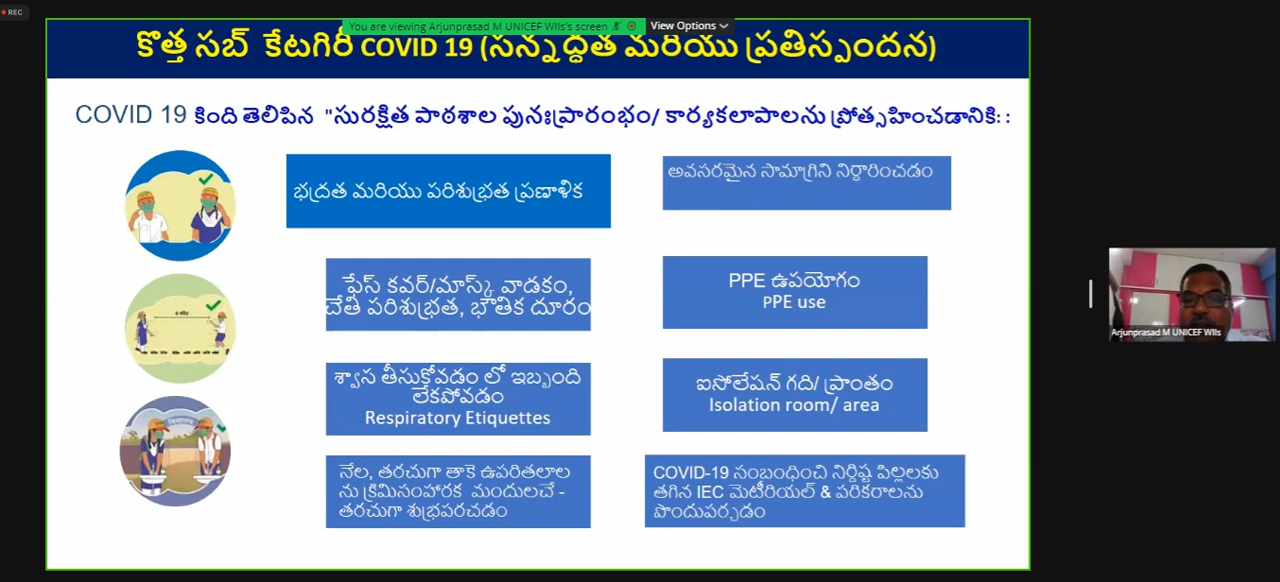 REC
You are viewing Arjunprasad M UNICEF WIIs's screen
View Options
కొత్త సబ్ కేటగిరీ COVID 19 (సన్నద్ధత మరియు ప్రతిస్పందన)
COVID 19 కింది తెలిపిన "సురక్షిత పాఠశాల పునఃప్రారంభం/ కార్యకలాపాలను ప్రోత్సహించడానికి: :
భద్రత మరియు పరిశుభ్రత ప్రణాళిక
అవసరమైన సామాగ్రిని నిర్ధారించడం
ఫేస్ కవర్/మాస్క్ వాడకం,
చేతి పరిశుభ్రత, భౌతిక దూరం
PPE ఉపయోగం
PPE use
శ్వాస తీసుకోవడం లో ఇబ్బంది
లేకపోవడం
Respiratory Etiquettes
ఐసోలేషన్ గది/ ప్రాంతం
Isolation room/ area
నేల, తరచుగా తాకె ఉపరితలాల
ను క్రిమిసంహారక మందులచే -
తరచుగా శుభ్రపరచడం
COVID-19 సంబంధించి నిర్దిష్ట పిల్లలకు
తగిన IEC మెటీరియల్ & పరికరాలను
పొందుపర్చడం
Arjunprasad M UNICEF WIIs